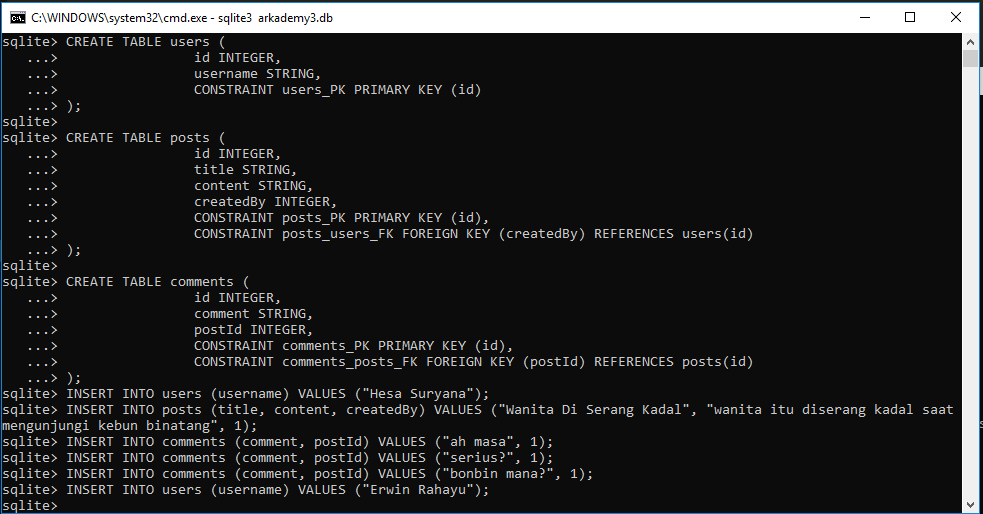 C:\WINDOWS\system32\cmd.exe - sqlite3  arkademy3.db
sqlite> CREATE TABLE users (
   ...>                 id INTEGER,
   ...>                 username STRING,
   ...>                 CONSTRAINT users_PK PRIMARY KEY (id)
   ...> );
sqlite>
sqlite> CREATE TABLE posts (
   ...>                 id INTEGER,
   ...>                 title STRING,
   ...>                 content STRING,
   ...>                 createdBy INTEGER,
   ...>                 CONSTRAINT posts_PK PRIMARY KEY (id),
   ...>                 CONSTRAINT posts_users_FK FOREIGN KEY (createdBy) REFERENCES users(id)
   ...> );
sqlite>
sqlite> CREATE TABLE comments (
   ...>                 id INTEGER,
   ...>                 comment STRING,
   ...>                 postId INTEGER,
   ...>                 CONSTRAINT comments_PK PRIMARY KEY (id),
   ...>                 CONSTRAINT comments_posts_FK FOREIGN KEY (postId) REFERENCES posts(id)
   ...> );
sqlite> INSERT INTO users (username) VALUES ("Hesa Suryana");
sqlite> INSERT INTO posts (title, content, createdBy) VALUES ("Wanita Di Serang Kadal", "wanita itu diserang kadal saat
mengunjungi kebun binatang", 1);
sqlite> INSERT INTO comments (comment, postId) VALUES ("ah masa", 1);
sqlite> INSERT INTO comments (comment, postId) VALUES ("serius?", 1);
sqlite> INSERT INTO comments (comment, postId) VALUES ("bonbin mana?", 1);
sqlite> INSERT INTO users (username) VALUES ("Erwin Rahayu");
sqlite>